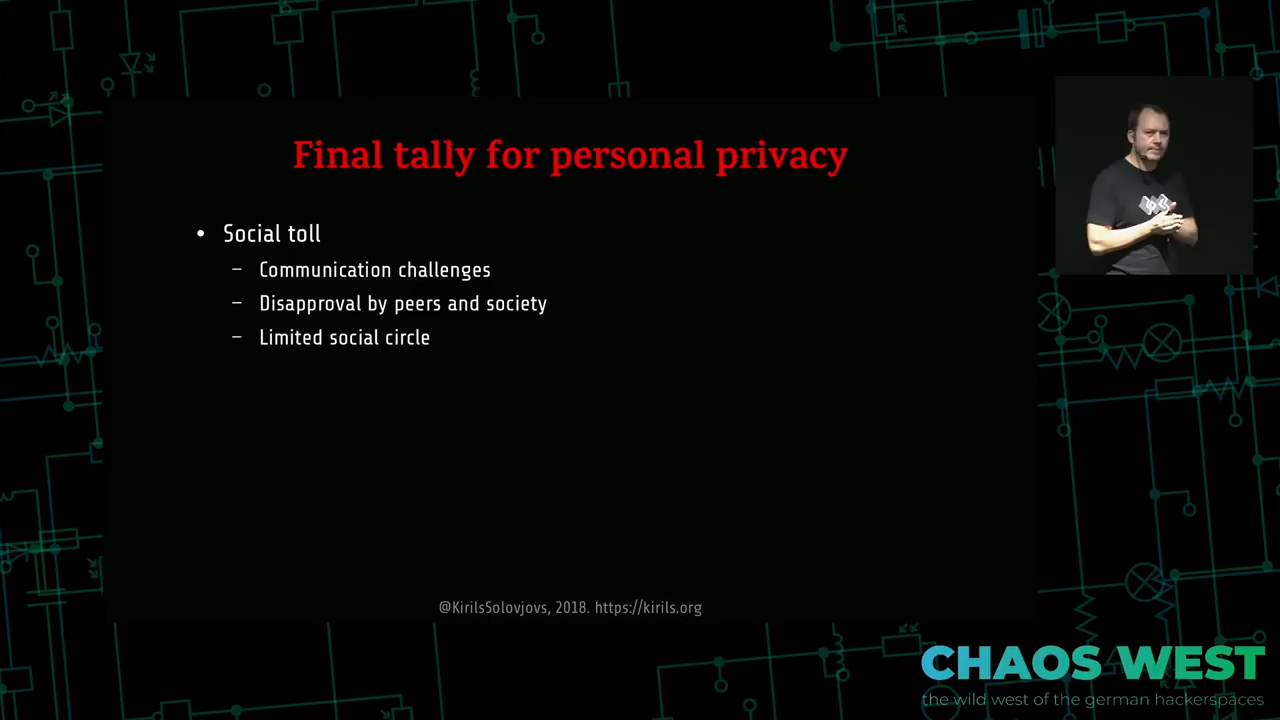 Final tally for personal privacy
• Social toll
– Communication challenges
– Disapproval by peers and society
– Limited social circle
@KirilsSolovjovs, 2018. https://kirils.org
CHAOS WEST
the wild west of the german hackerspaces